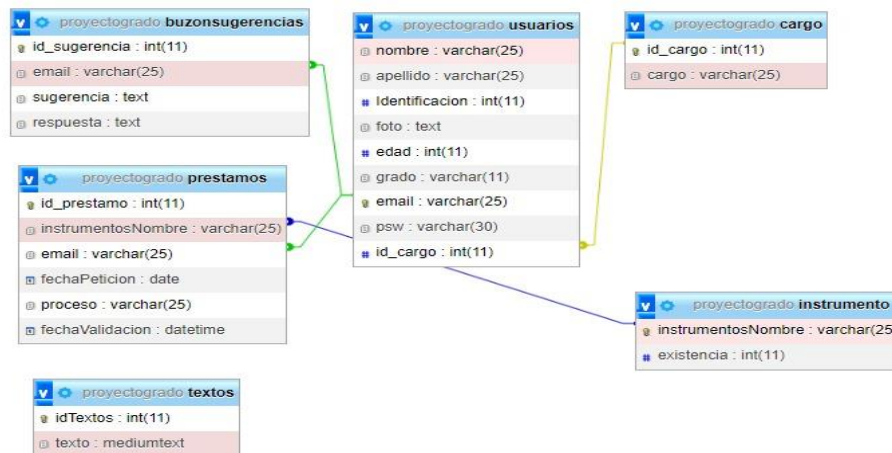 proyectogrado buzonsugerencias
id_sugerencia : int(11)
email : varchar(25)
sugerencia : text
respuesta : text
proyectogrado usuarios
nombre : varchar(25)
apellido : varchar(25)
Identificacion : int(11)
foto : text
edad : int(11)
grado : varchar(11)
email : varchar(25)
psw : varchar(30)
id_cargo : int(11)
proyectogrado cargo
id_cargo : int(11)
cargo : varchar(25)
proyectogrado prestamos
id_prestamo : int(11)
instrumentosNombre : varchar(25)
email : varchar(25)
fechaPeticion : date
proceso : varchar(25)
fechaValidacion : datetime
proyectogrado instrumento
instrumentosNombre : varchar(25
existencia : int(11)
proyectogrado textos
idTextos : int(11)
texto : mediumtext